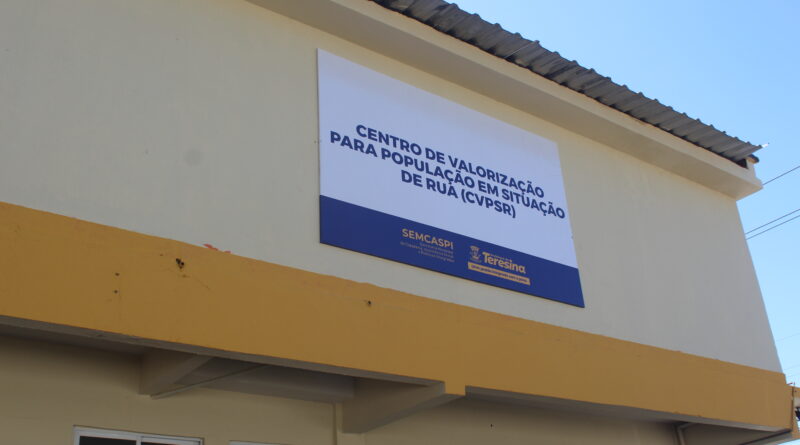 CENTRO DE VALORIZAÇÃO
PARA POPULAÇÃO EM SITUAÇÃO
DE RUA (CVPSR)
SEMCASPI
Teresina